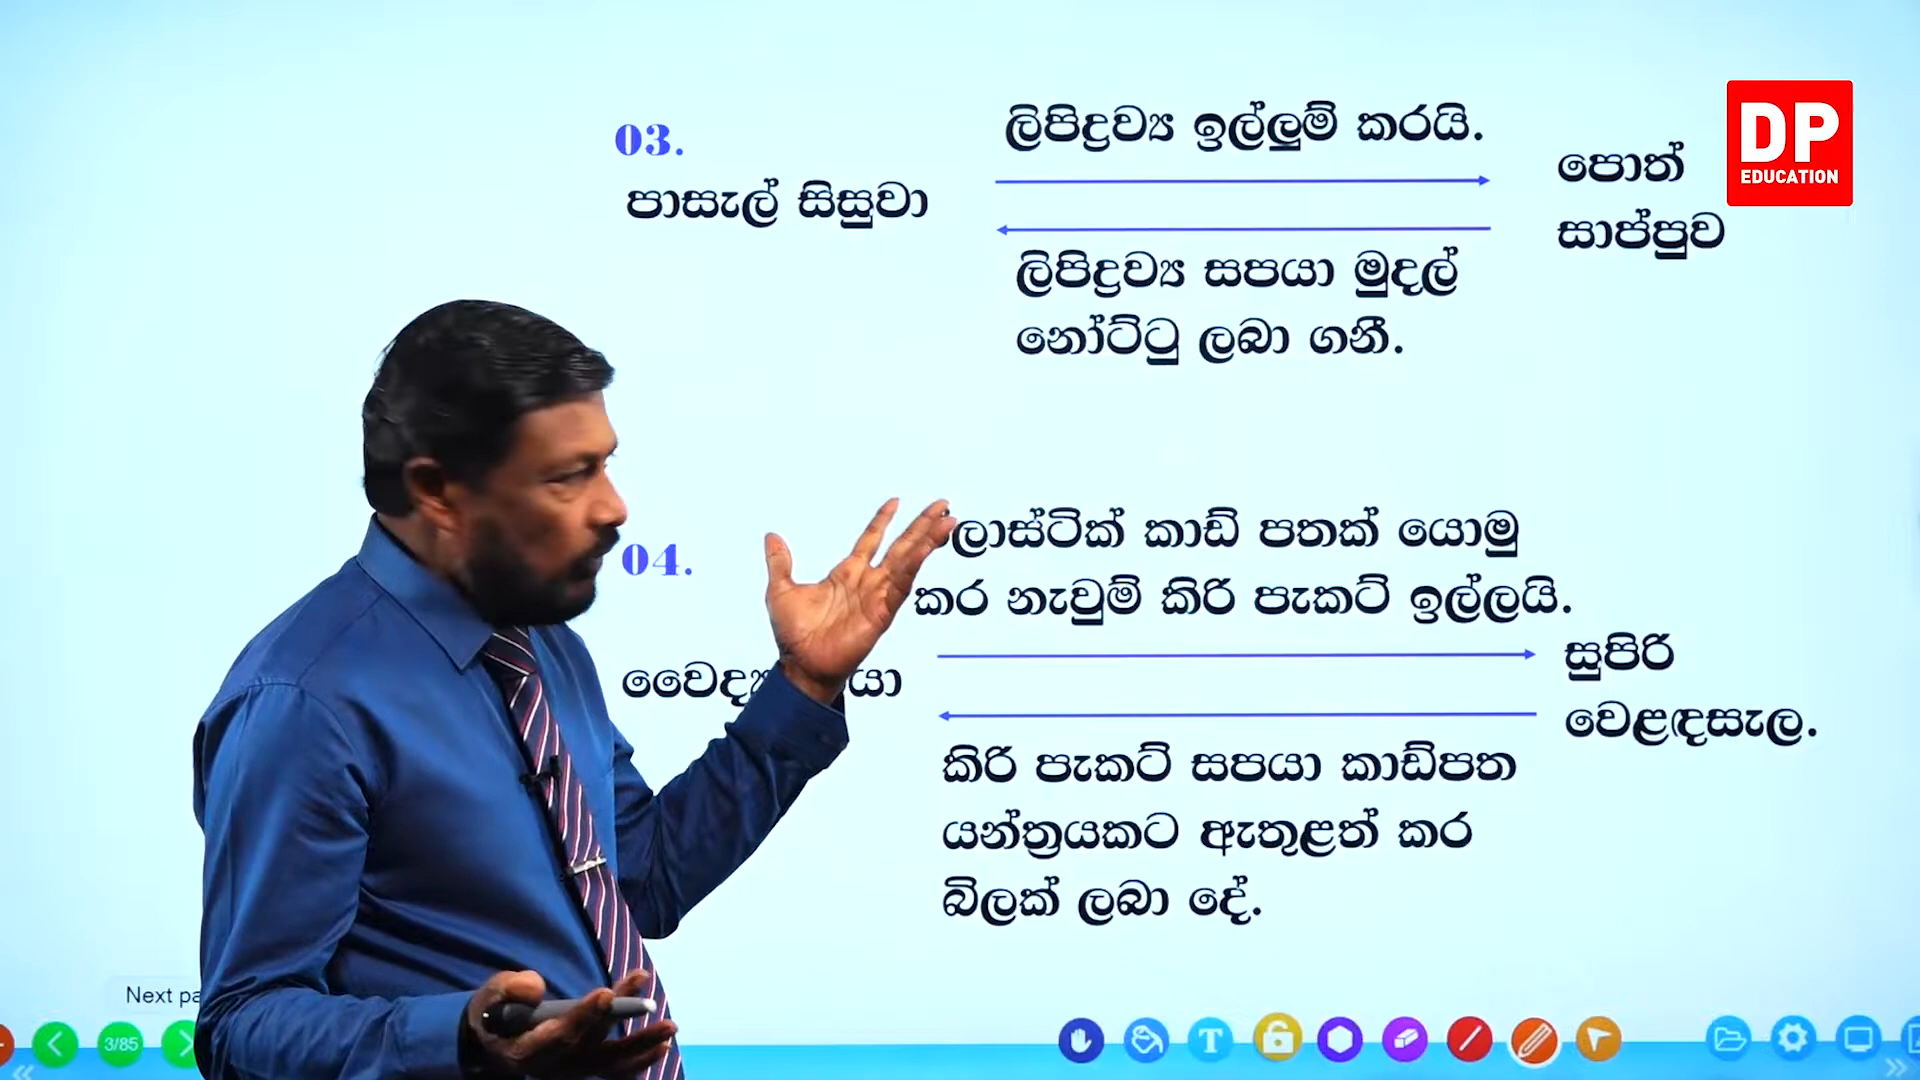 03.
ලිපිද්‍රව්‍ය ඉල්ලුම් කරයි.
පාසැල් සිසුවා
පොත්
සාප්පුව
ලිපිද්‍රව්‍ය සපයා මුදල්
නෝට්ටු ලබා ගනී.
DP
EDUCATION
04.
කාඩ් පතක් යොමු
කර නැවුම් කිරි පැකට් ඉල්ලයි.
සුපිරි
වෙළඳසැල.
කිරි පැකට් සපයා කාඩ්පත
යන්ත්‍රයකට ඇතුළත් කර
බිලක් ලබා දේ.
Next
3/85
T